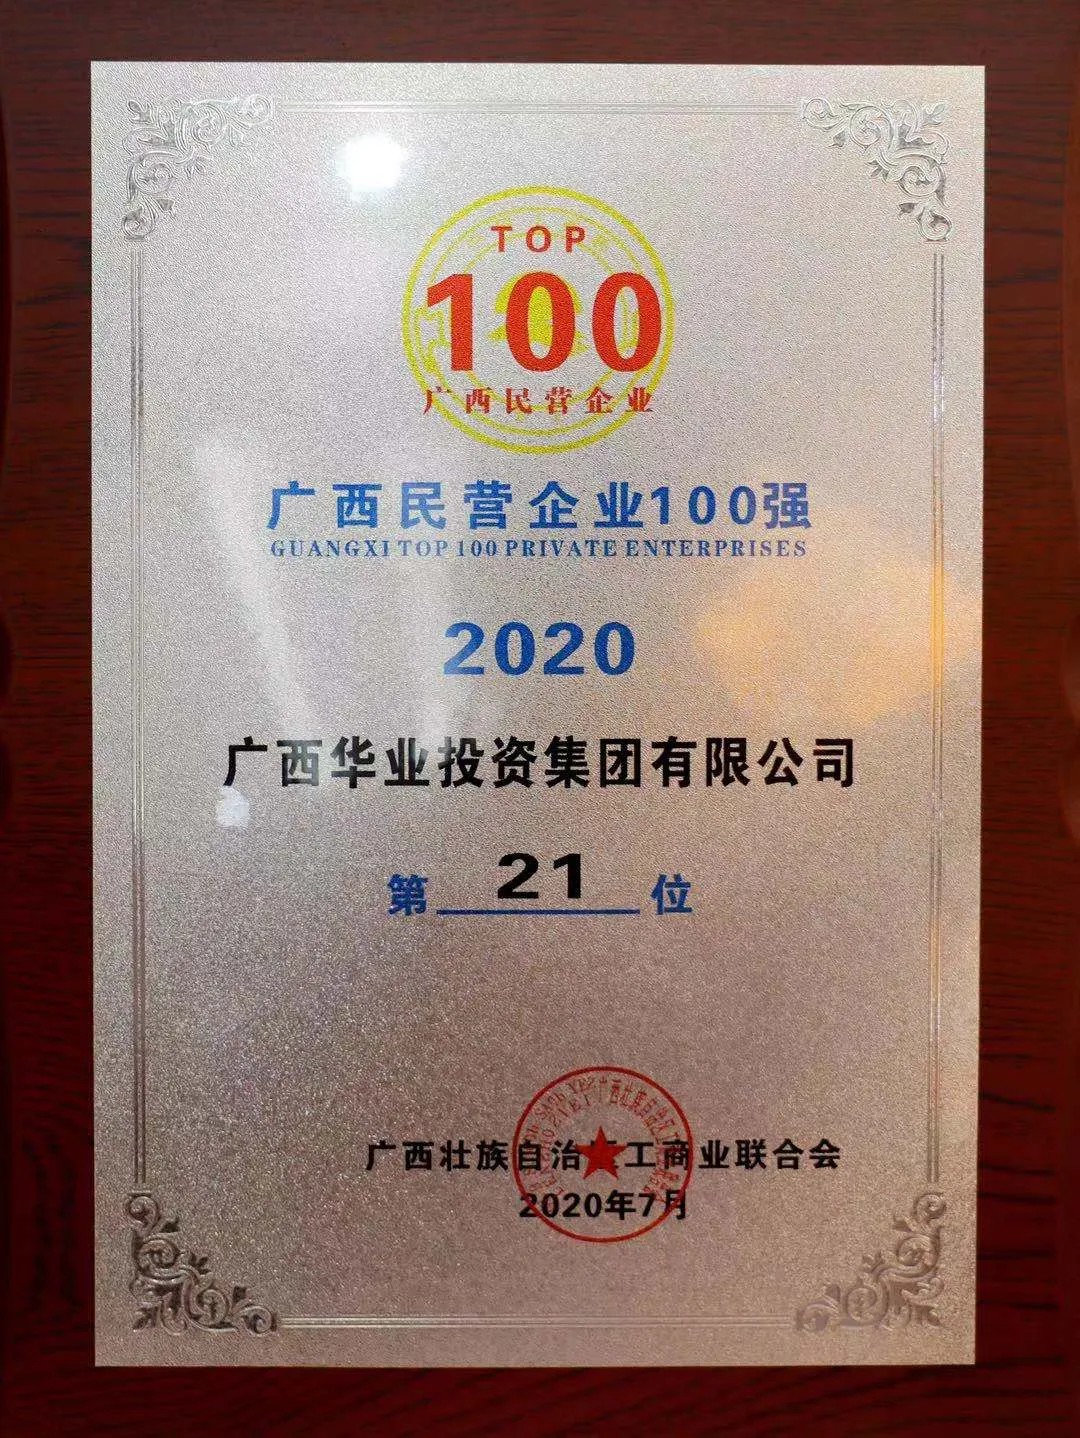 TOP
100
广西民营企业
广西民营企业100强
GUANGXI TOP 100 PRIVATE ENTERPRISES
2020
广西华业投资集团有限公司
第 21 位
广西壮族自治区工商业联合会
2020年7月